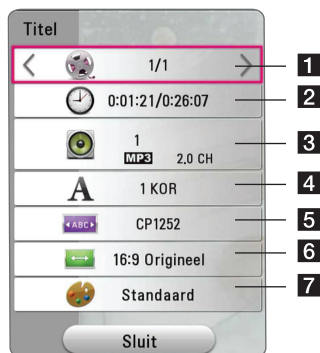 Titel
1/1 1
0:01:21/0:26:07 2
1
MP3 2.0 CH 3
A 1 KOR 4
ABC CP1252 5
16:9 Origineel 6
Standaard 7
Sluit